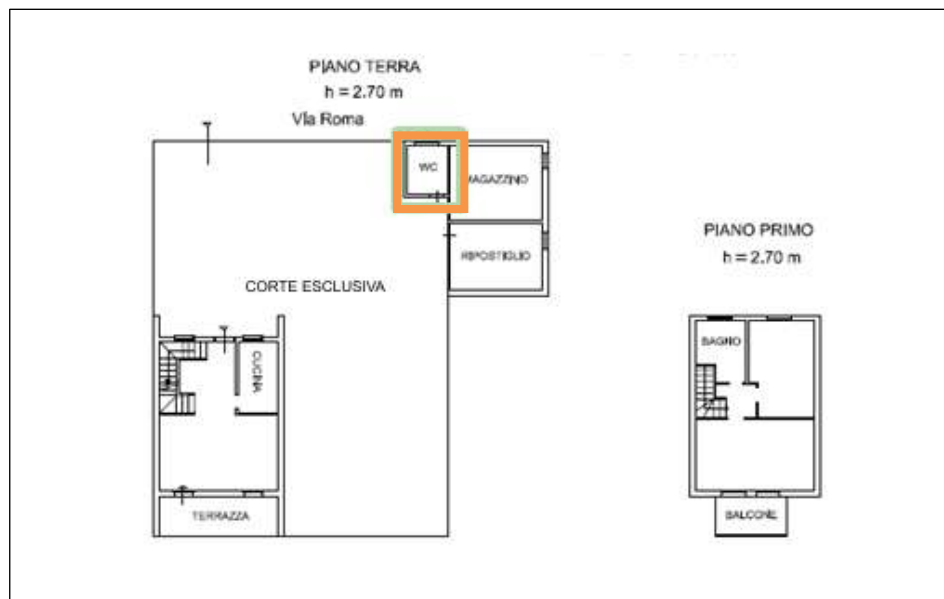 PIANO TERRA
h = 2.70 m
Via Roma
WC
MAGAZZINO
RIPOSTIGLIO
CORTE ESCLUSIVA
CUCINA
TERRAZZA
PIANO PRIMO
h = 2.70 m
BAGNO
BALCONE